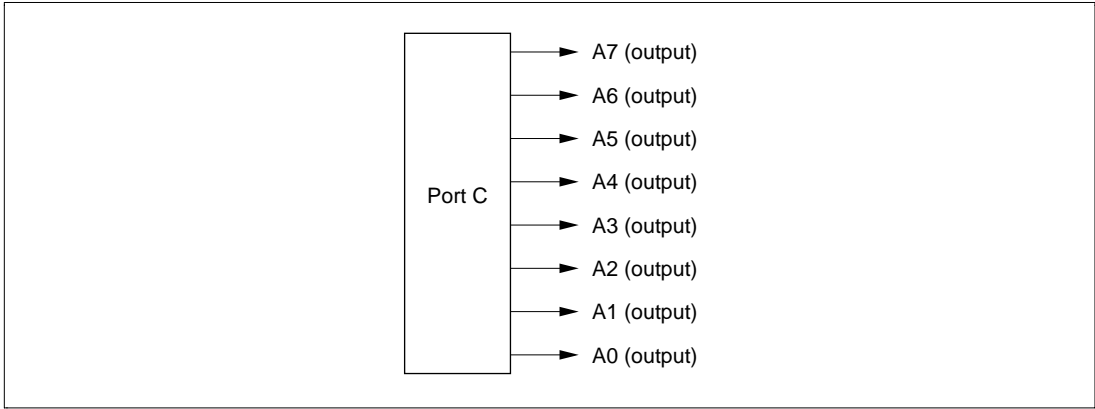 A7 (output)
A6 (output)
A5 (output)
A4 (output)
Port C
A3 (output)
A2 (output)
A1 (output)
A0 (output)